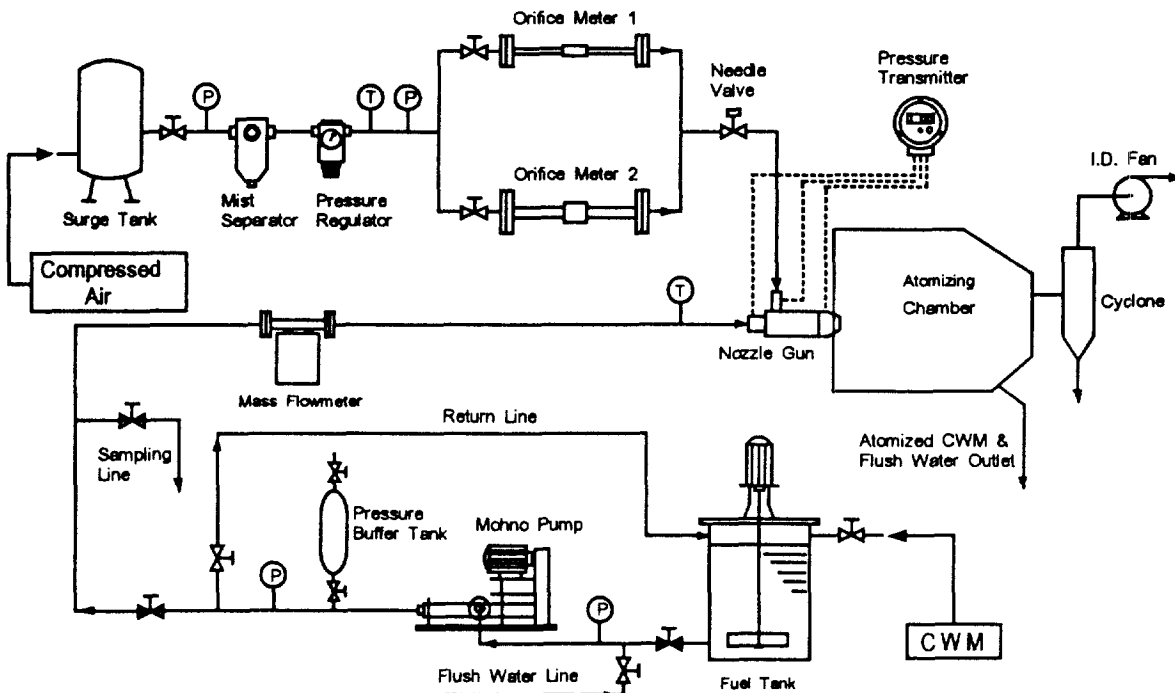 Orifice Meter 1
Needle
Valve
Pressure
Transmitter
P
T
P
I.D. Fan
Orifice Meter 2
Surge Tank
Mist
Separator
Pressure
Regulator
Compressed
Air
Atomizing
Chamber
Cyclone
T
Nozzle Gun
Mass Flowmeter
Return Line
Sampling
Line
Atomized CWM &
Flush Water Outlet
Pressure
Buffer Tank
Mohno Pump
P
P
CWM
Flush Water Line
Fuel Tank